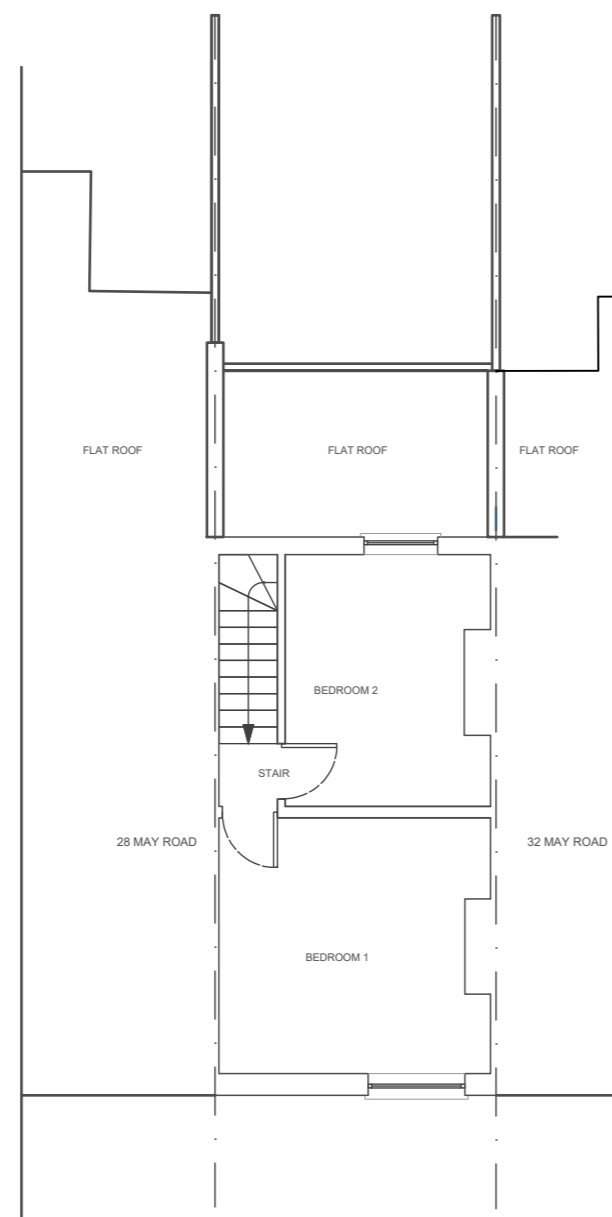 FLAT ROOF
FLAT ROOF
FLAT ROOF
BEDROOM 2
STAIR
28 MAY ROAD
32 MAY ROAD
BEDROOM 1